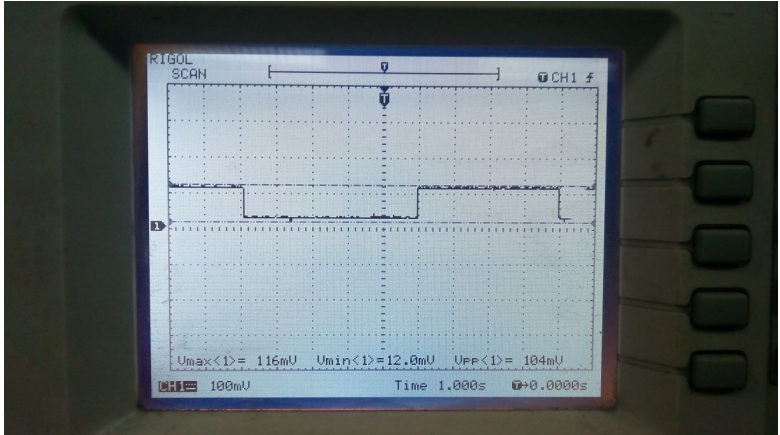 RIGOL
SCAN
T
T CH1
T
1
Vmax<1>= 116mV Vmin<1>=12.0mV VPP<1>= 104mV
CH1 100mV Time 1.000s T→0.0000s